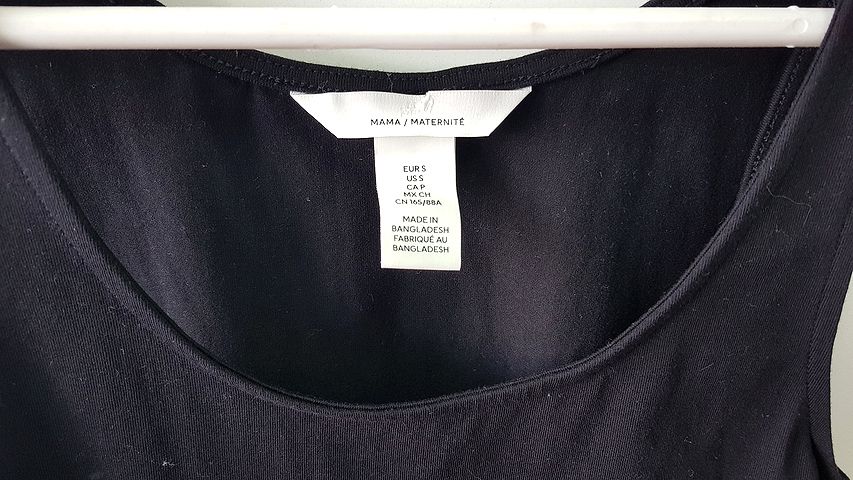 MAMA / MATERNITÉ
EUR S
US S
CA P
MX CH
CN 165/88A
MADE IN
BANGLADESH
FABRIQUÉ AU
BANGLADESH